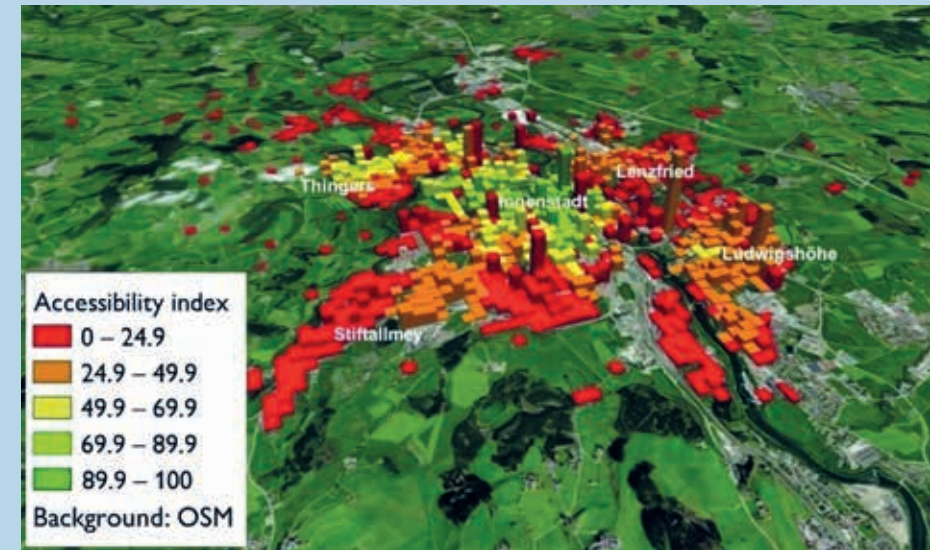 Thingers
Lenzfried
Innenstadt
Ludwigshöhe
Stiftallmey
Accessibility index
0 – 24.9
24.9 – 49.9
49.9 – 69.9
69.9 – 89.9
89.9 – 100
Background: OSM